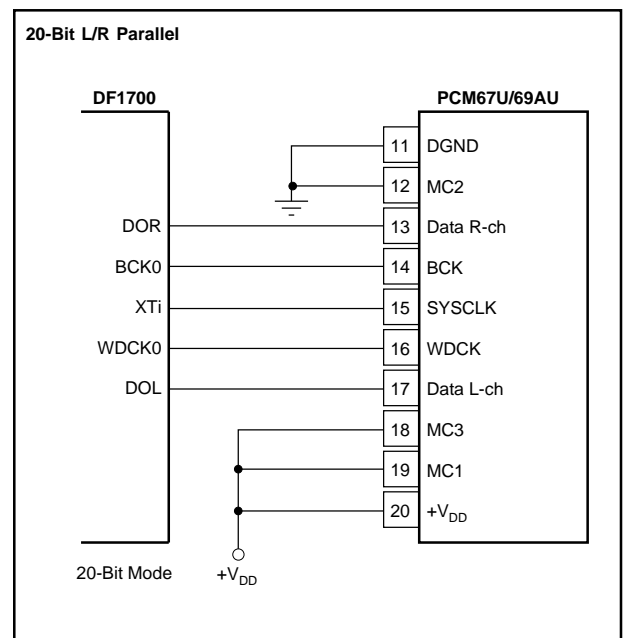 20-Bit L/R Parallel
DF1700
PCM67U/69AU
11 DGND
12 MC2
DOR 13 Data R-ch
BCK0 14 BCK
XTi 15 SYSCLK
WDCK0 16 WDCK
DOL 17 Data L-ch
18 MC3
19 MC1
20 +VDD
20-Bit Mode
+VDD